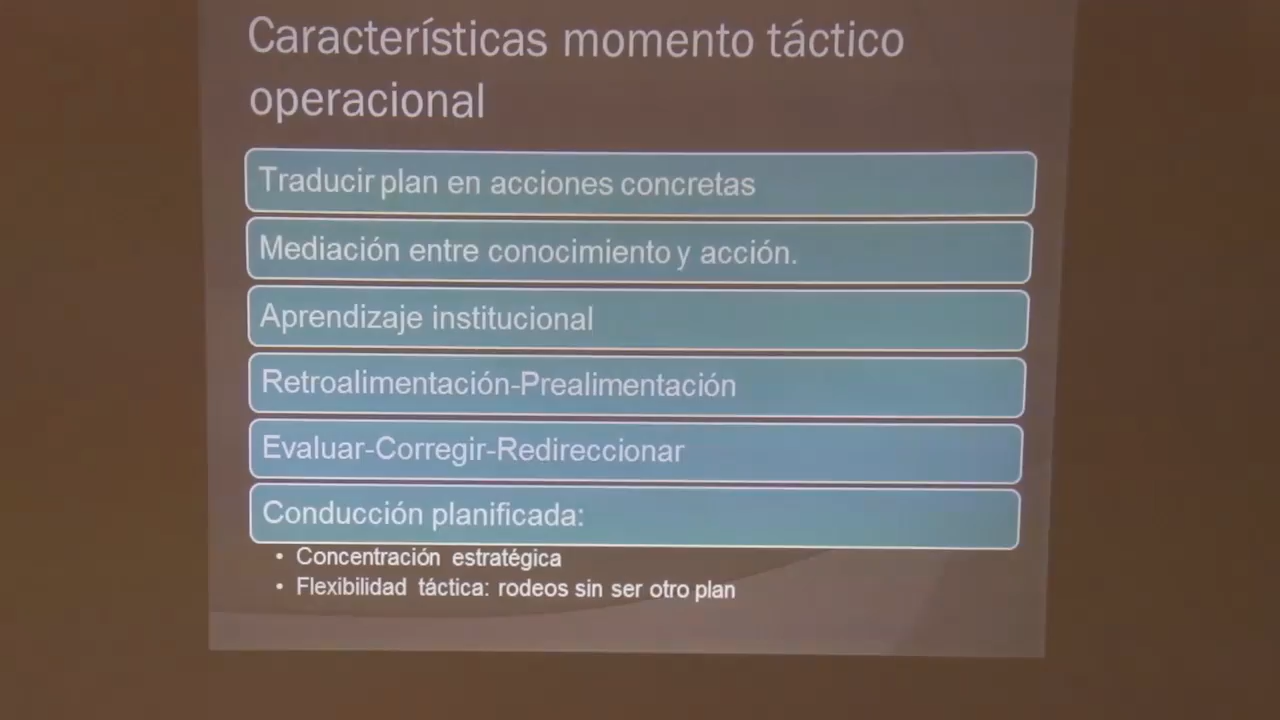 Características momento táctico
operacional
Traducir plan en acciones concretas
Mediación entre conocimiento y acción.
Aprendizaje institucional
Retroalimentación-Prealimentación
Evaluar-Corregir-Redireccionar
Conducción planificada:
• Concentración estratégica
• Flexibilidad táctica: rodeos sin ser otro plan